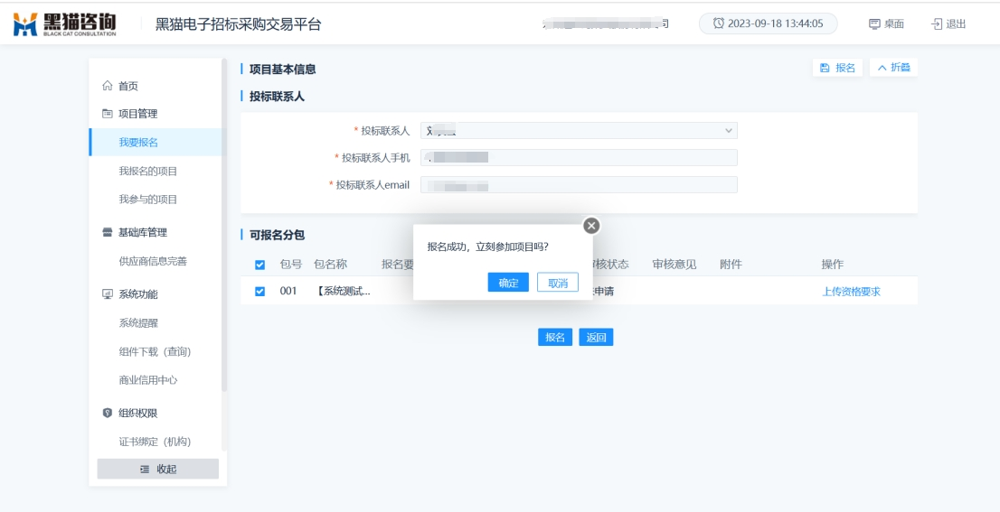 黑猫咨询
BLACK CAT CONSULTATION
黑猫电子招标采购交易平台
2023-09-18 13:44:05
桌面
退出
首页
项目管理
我要报名
我报名的项目
我参与的项目
基础库管理
供应商信息完善
系统功能
系统提醒
组件下载（查询）
商业信用中心
组织权限
证书绑定（机构）
收起
项目基本信息
报名
折叠
投标联系人
* 投标联系人
* 投标联系人手机
* 投标联系人email
可报名分包
包号 包名称 报名要 审核状态 审核意见 附件 操作
001 【系统测试... 申请 上传资格要求
报名成功，立刻参加项目吗?
确定 取消
报名 返回